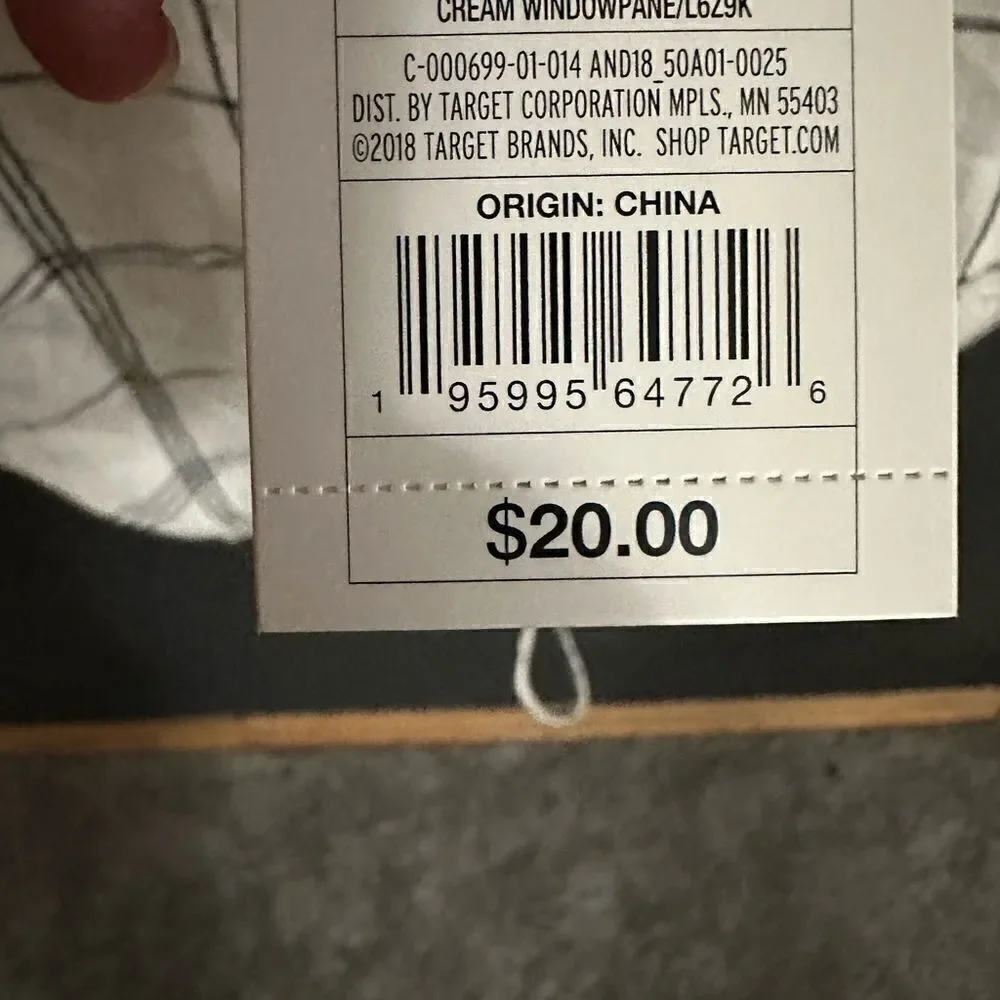 CREAM WINDOWPANE/L6Z9K
C-000699-01-014 AND18_50A01-0025
DIST. BY TARGET CORPORATION MPLS., MN 55403
©2018 TARGET BRANDS, INC. SHOP TARGET.COM
ORIGIN: CHINA
1 95995 64772 6
$20.00